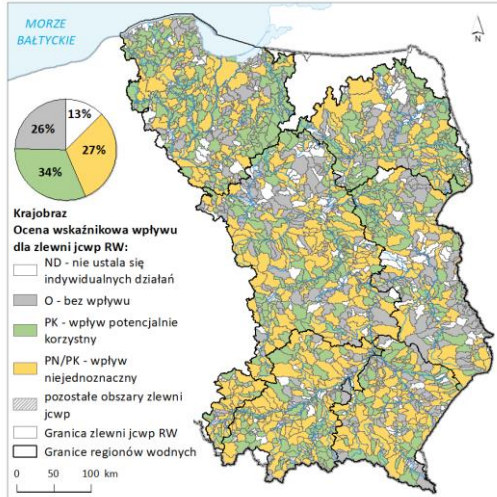 MORZE
BAŁTYCKIE
N
13%
26%
27%
34%
Krajobraz
Ocena wskaźnikowa wpływu
dla zlewni jcwp RW:
ND - nie ustala się
indywidualnych działań
O - bez wpływu
PK - wpływ potencjalnie
korzystny
PN/PK - wpływ
niejednoznaczny
pozostałe obszary zlewni
jcwp
Granica zlewni jcwp RW
Granice regionów wodnych
0 50 100 km